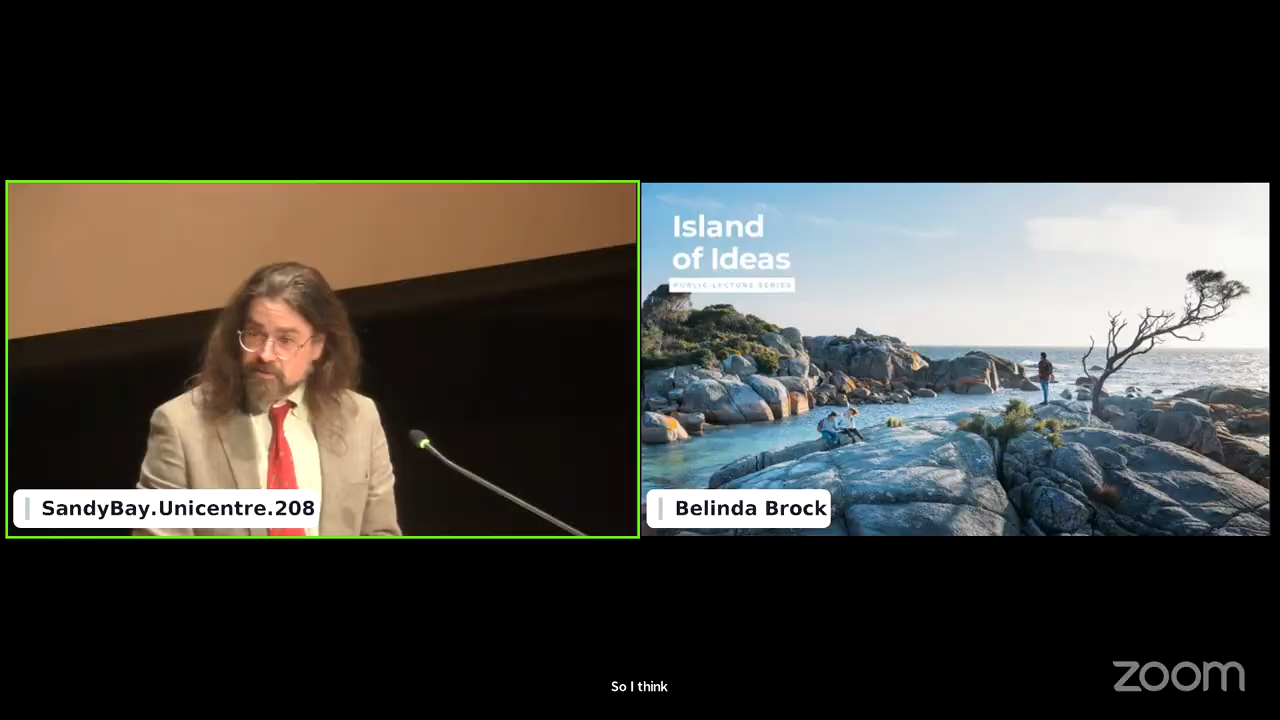 Island
of Ideas
PUBLIC LECTURE SERIES
SandyBay.Unicentre.208
Belinda Brock
So I think
zoom